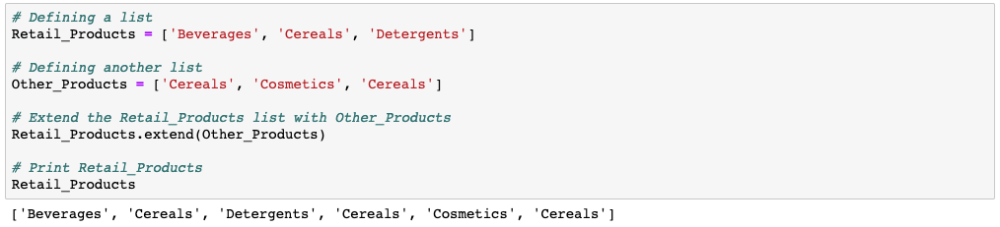 # Defining a list
Retail_Products = ['Beverages', 'Cereals', 'Detergents']
# Defining another list
Other_Products = ['Cereals', 'Cosmetics', 'Cereals']
# Extend the Retail_Products list with Other_Products
Retail_Products.extend(Other_Products)
# Print Retail_Products
Retail_Products
['Beverages', 'Cereals', 'Detergents', 'Cereals', 'Cosmetics', 'Cereals']